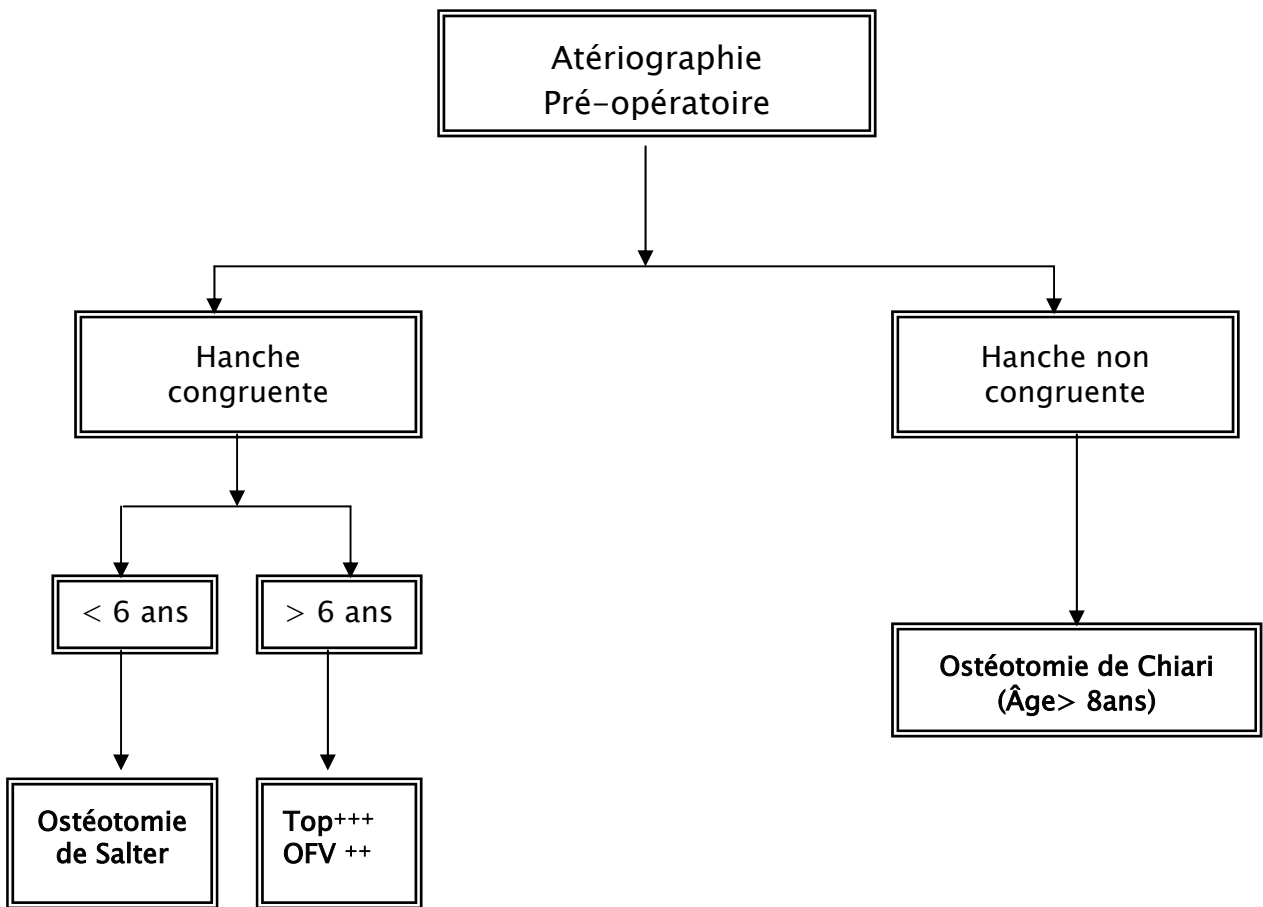 Atériographie
Pré-opératoire
Hanche
congruente
Hanche non
congruente
< 6 ans
> 6 ans
Ostéotomie de Chiari
(Âge> 8ans)
Ostéotomie
de Salter
Top+++
OFV ++